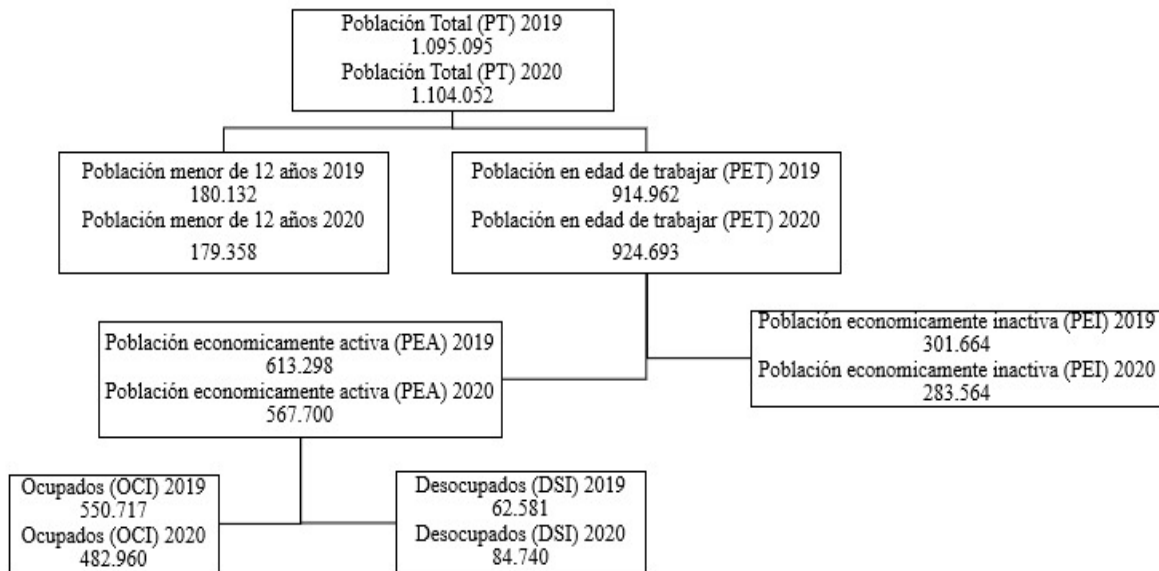 Población Total (PT) 2019
1.095.095
Población Total (PT) 2020
1.104.052
Población menor de 12 años 2019
180.132
Población menor de 12 años 2020
179.358
Población en edad de trabajar (PET) 2019
914.962
Población en edad de trabajar (PET) 2020
924.693
Población economicamente activa (PEA) 2019
613.298
Población economicamente activa (PEA) 2020
567.700
Población economicamente inactiva (PEI) 2019
301.664
Población economicamente inactiva (PEI) 2020
283.564
Ocupados (OCI) 2019
550.717
Ocupados (OCI) 2020
482.960
Desocupados (DSI) 2019
62.581
Desocupados (DSI) 2020
84.740